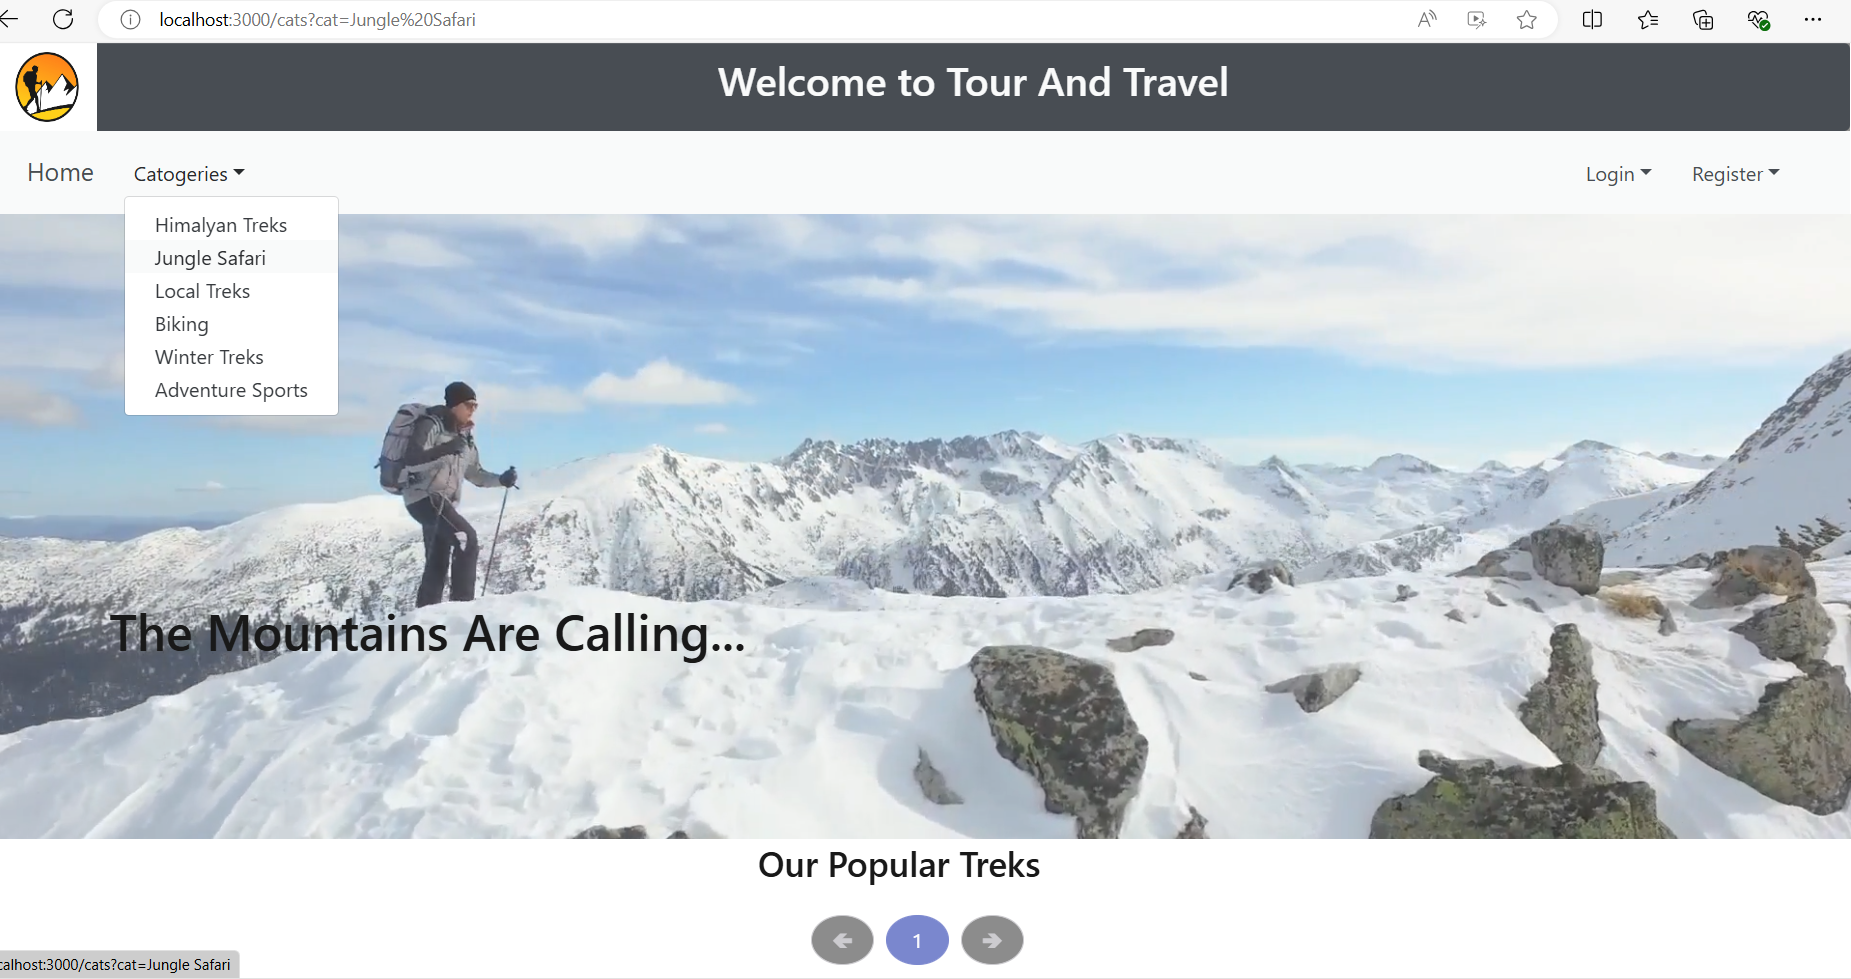 localhost:3000/cats?cat=Jungle%20Safari
Welcome to Tour And Travel
Home Catogeries Login Register
Himalyan Treks
Jungle Safari
Local Treks
Biking
Winter Treks
Adventure Sports
The Mountains Are Calling...
Our Popular Treks
1
calhost:3000/cats?cat=Jungle Safari